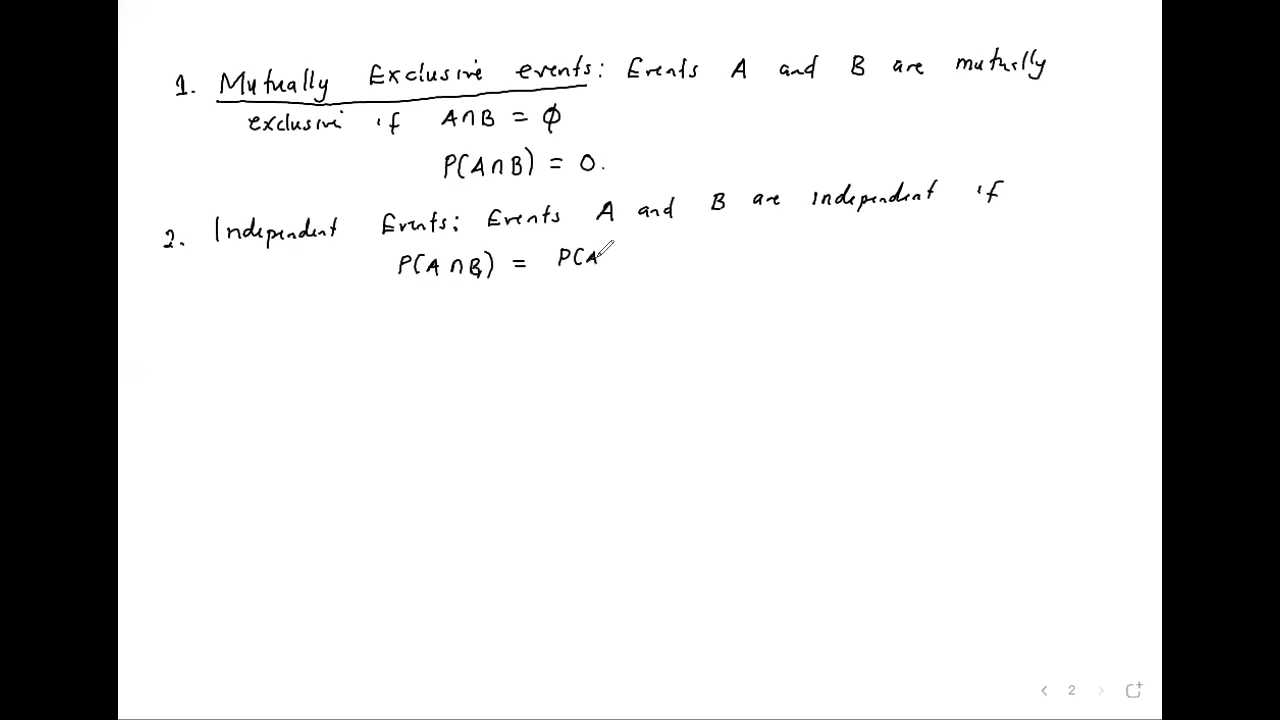 1. Mutually Exclusive events: Events A and B are mutually
exclusive if A∩B = ϕ
P(A∩B) = 0.
2. Independent Events: Events A and B are independent if
P(A∩B) = P(A
2